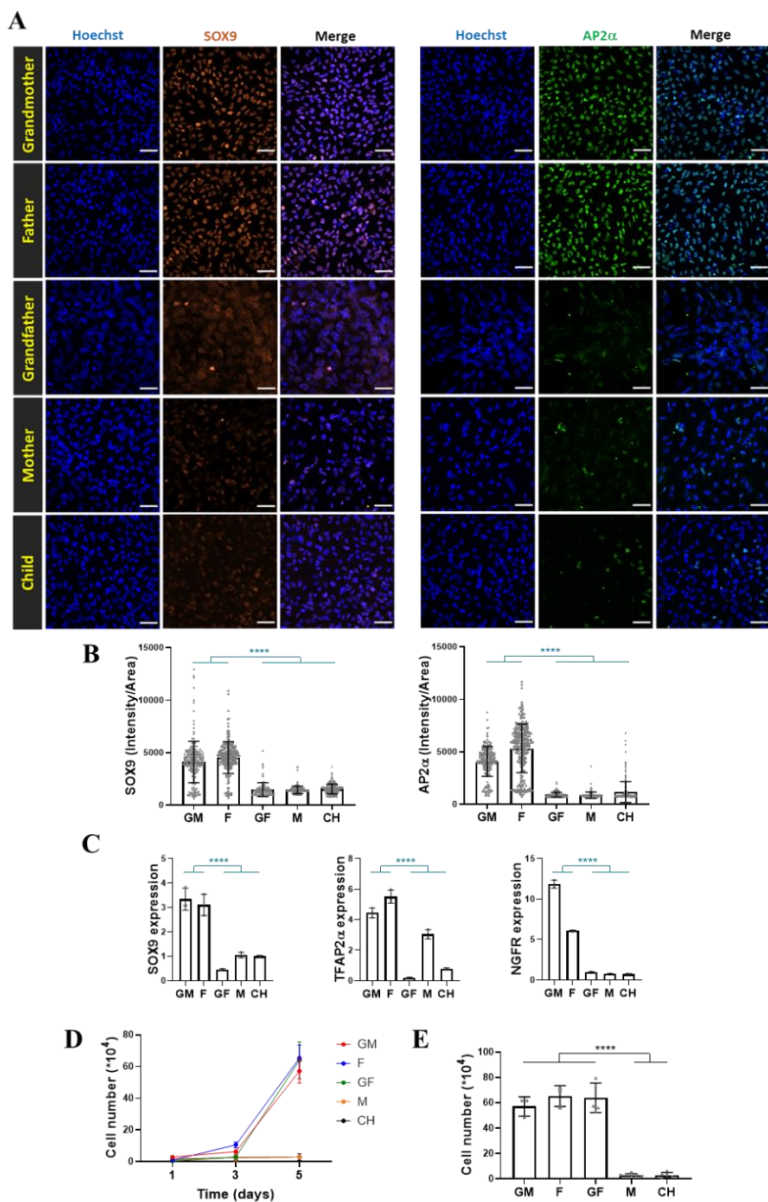 A
Hoechst SOX9 Merge Hoechst AP2α Merge
Grandmother
Father
Grandfather
Mother
Child
B
SOX9 (Intensity/Area)
15000
10000
5000
0
****
GM F GF M CH
AP2α (Intensity/Area)
15000
10000
5000
0
****
GM F GF M CH
C
SOX9 expression
5
4
3
2
1
0
****
GM F GF M CH
TFAP2α expression
8
6
4
2
0
****
GM F GF M CH
NGFR expression
15
10
5
0
****
GM F GF M CH
D
Cell number (*10⁴)
80
60
40
20
0
1 3 5
Time (days)
GM
F
GF
M
CH
E
Cell number (*10⁴)
100
80
60
40
20
0
****
GM F GF M CH